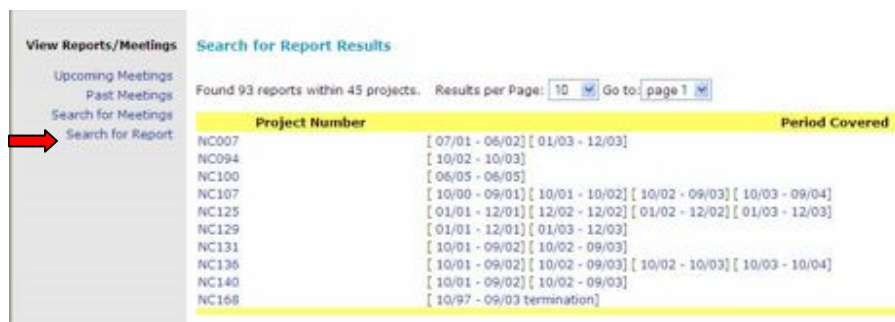 View Reports/Meetings
Upcoming Meetings
Past Meetings
Search for Meetings
Search for Report
Search for Report Results
Found 93 reports within 45 projects. Results per Page: 10 Go to: page 1
Project Number Period Covered
NC007 [ 07/01 - 06/02] [ 01/03 - 12/03]
NC094 [ 10/02 - 10/03]
NC100 [ 06/05 - 06/05]
NC107 [ 10/00 - 09/01] [ 10/01 - 10/02] [ 10/02 - 09/03] [ 10/03 - 09/04]
NC125 [ 01/01 - 12/01] [ 12/02 - 12/02] [ 01/02 - 12/02] [ 01/03 - 12/03]
NC129 [ 01/01 - 12/01] [ 01/03 - 12/03]
NC131 [ 10/01 - 09/02] [ 10/02 - 09/03]
NC136 [ 10/01 - 09/02] [ 10/02 - 09/03] [ 10/02 - 10/03] [ 10/03 - 10/04]
NC140 [ 10/01 - 09/02] [ 10/02 - 09/03]
NC168 [ 10/97 - 09/03 termination]